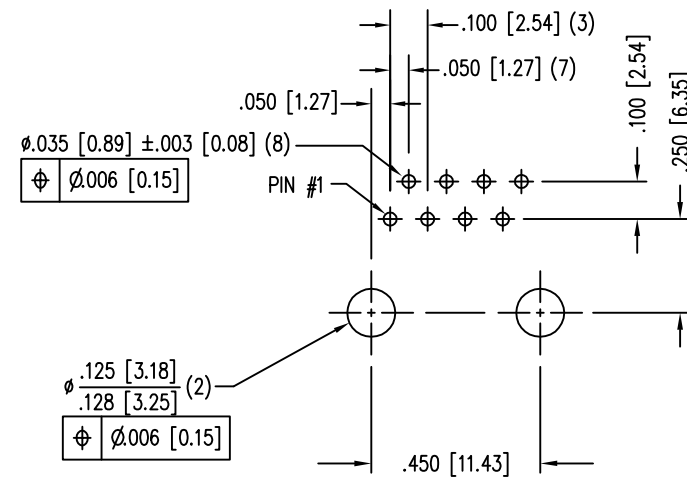 .100 [2.54] (3)
.050 [1.27] (7)
.050 [1.27]
.100 [2.54]
.250 [6.35]
ø.035 [0.89] ±.003 [0.08] (8)
⌖ Ø.006 [0.15]
PIN #1
ø .125 [3.18] (2)
.128 [3.25]
⌖ Ø.006 [0.15]
.450 [11.43]